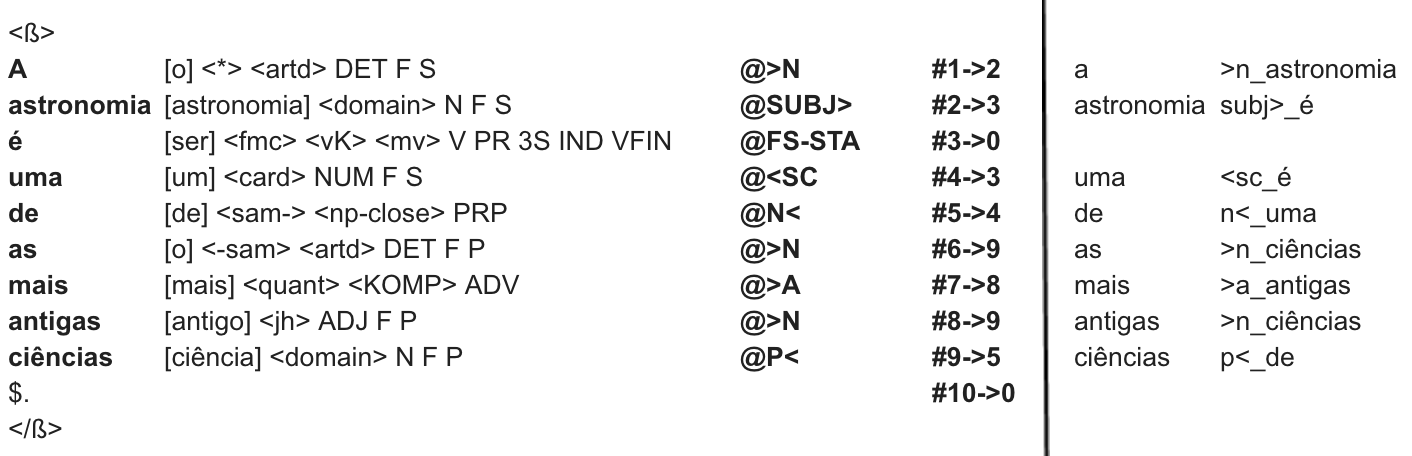 <ß>
A [o] <*> <artd> DET F S @>N #1->2 a >n_astronomia
astronomia [astronomia] <domain> N F S @SUBJ> #2->3 astronomia subj>_é
é [ser] <fmc> <vK> <mv> V PR 3S IND VFIN @FS-STA #3->0
uma [um] <card> NUM F S @<SC #4->3 uma <sc_é
de [de] <sam-> <np-close> PRP @N< #5->4 de n<_uma
as [o] <-sam> <artd> DET F P @>N #6->9 as >n_ciências
mais [mais] <quant> <KOMP> ADV @>A #7->8 mais >a_antigas
antigas [antigo] <jh> ADJ F P @>N #8->9 antigas >n_ciências
ciências [ciência] <domain> N F P @P< #9->5 ciências p<_de
$. #10->0
</ß>